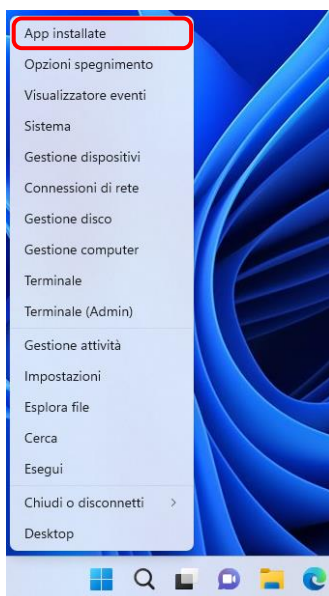 App installate
Opzioni spegnimento
Visualizzatore eventi
Sistema
Gestione dispositivi
Connessioni di rete
Gestione disco
Gestione computer
Terminale
Terminale (Admin)
Gestione attività
Impostazioni
Esplora file
Cerca
Esegui
Chiudi o disconnetti
Desktop